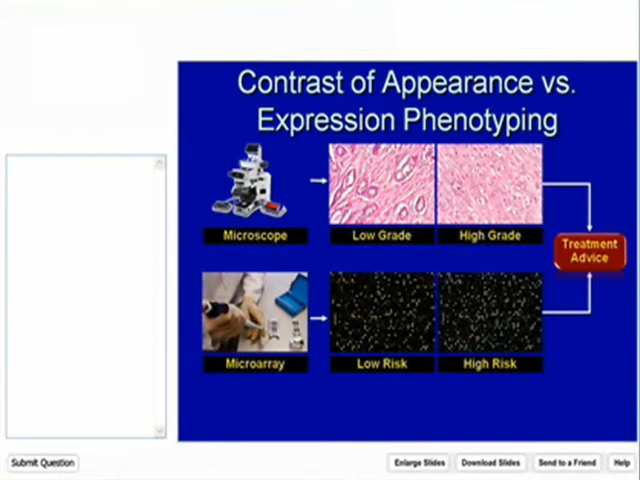 Contrast of Appearance vs.
Expression Phenotyping
Microscope
Low Grade
High Grade
Treatment
Advice
Microarray
Low Risk
High Risk
Submit Question
Enlarge Slides
Download Slides
Send to a Friend
Help